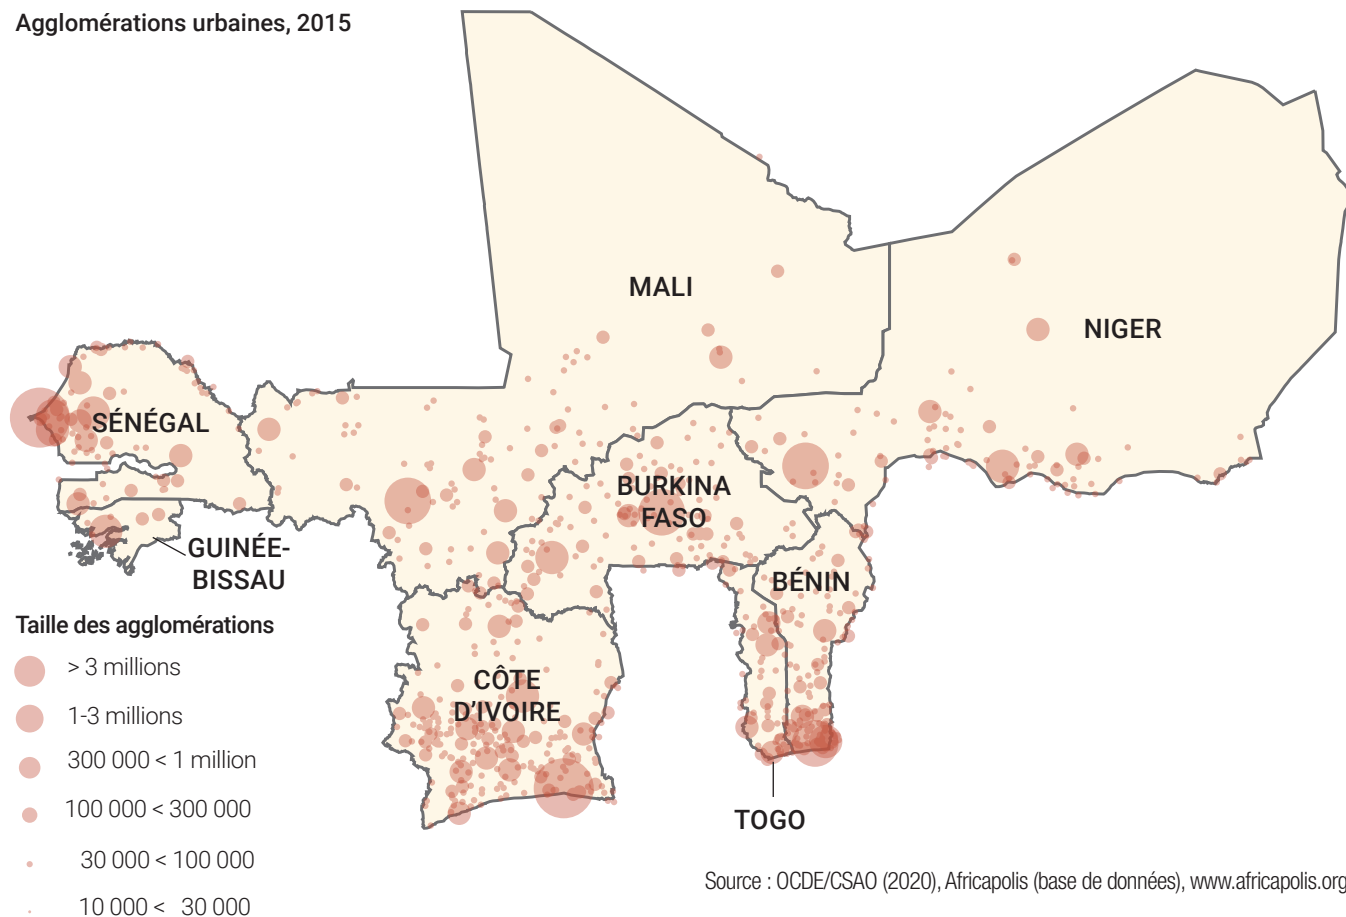 Agglomérations urbaines, 2015
MALI
NIGER
SÉNÉGAL
BURKINA
FASO
GUINÉE-
BISSAU
BÉNIN
CÔTE
D'IVOIRE
TOGO
Taille des agglomérations
> 3 millions
1-3 millions
300 000 < 1 million
100 000 < 300 000
30 000 < 100 000
10 000 < 30 000
Source : OCDE/CSAO (2020), Africapolis (base de données), www.africapolis.org